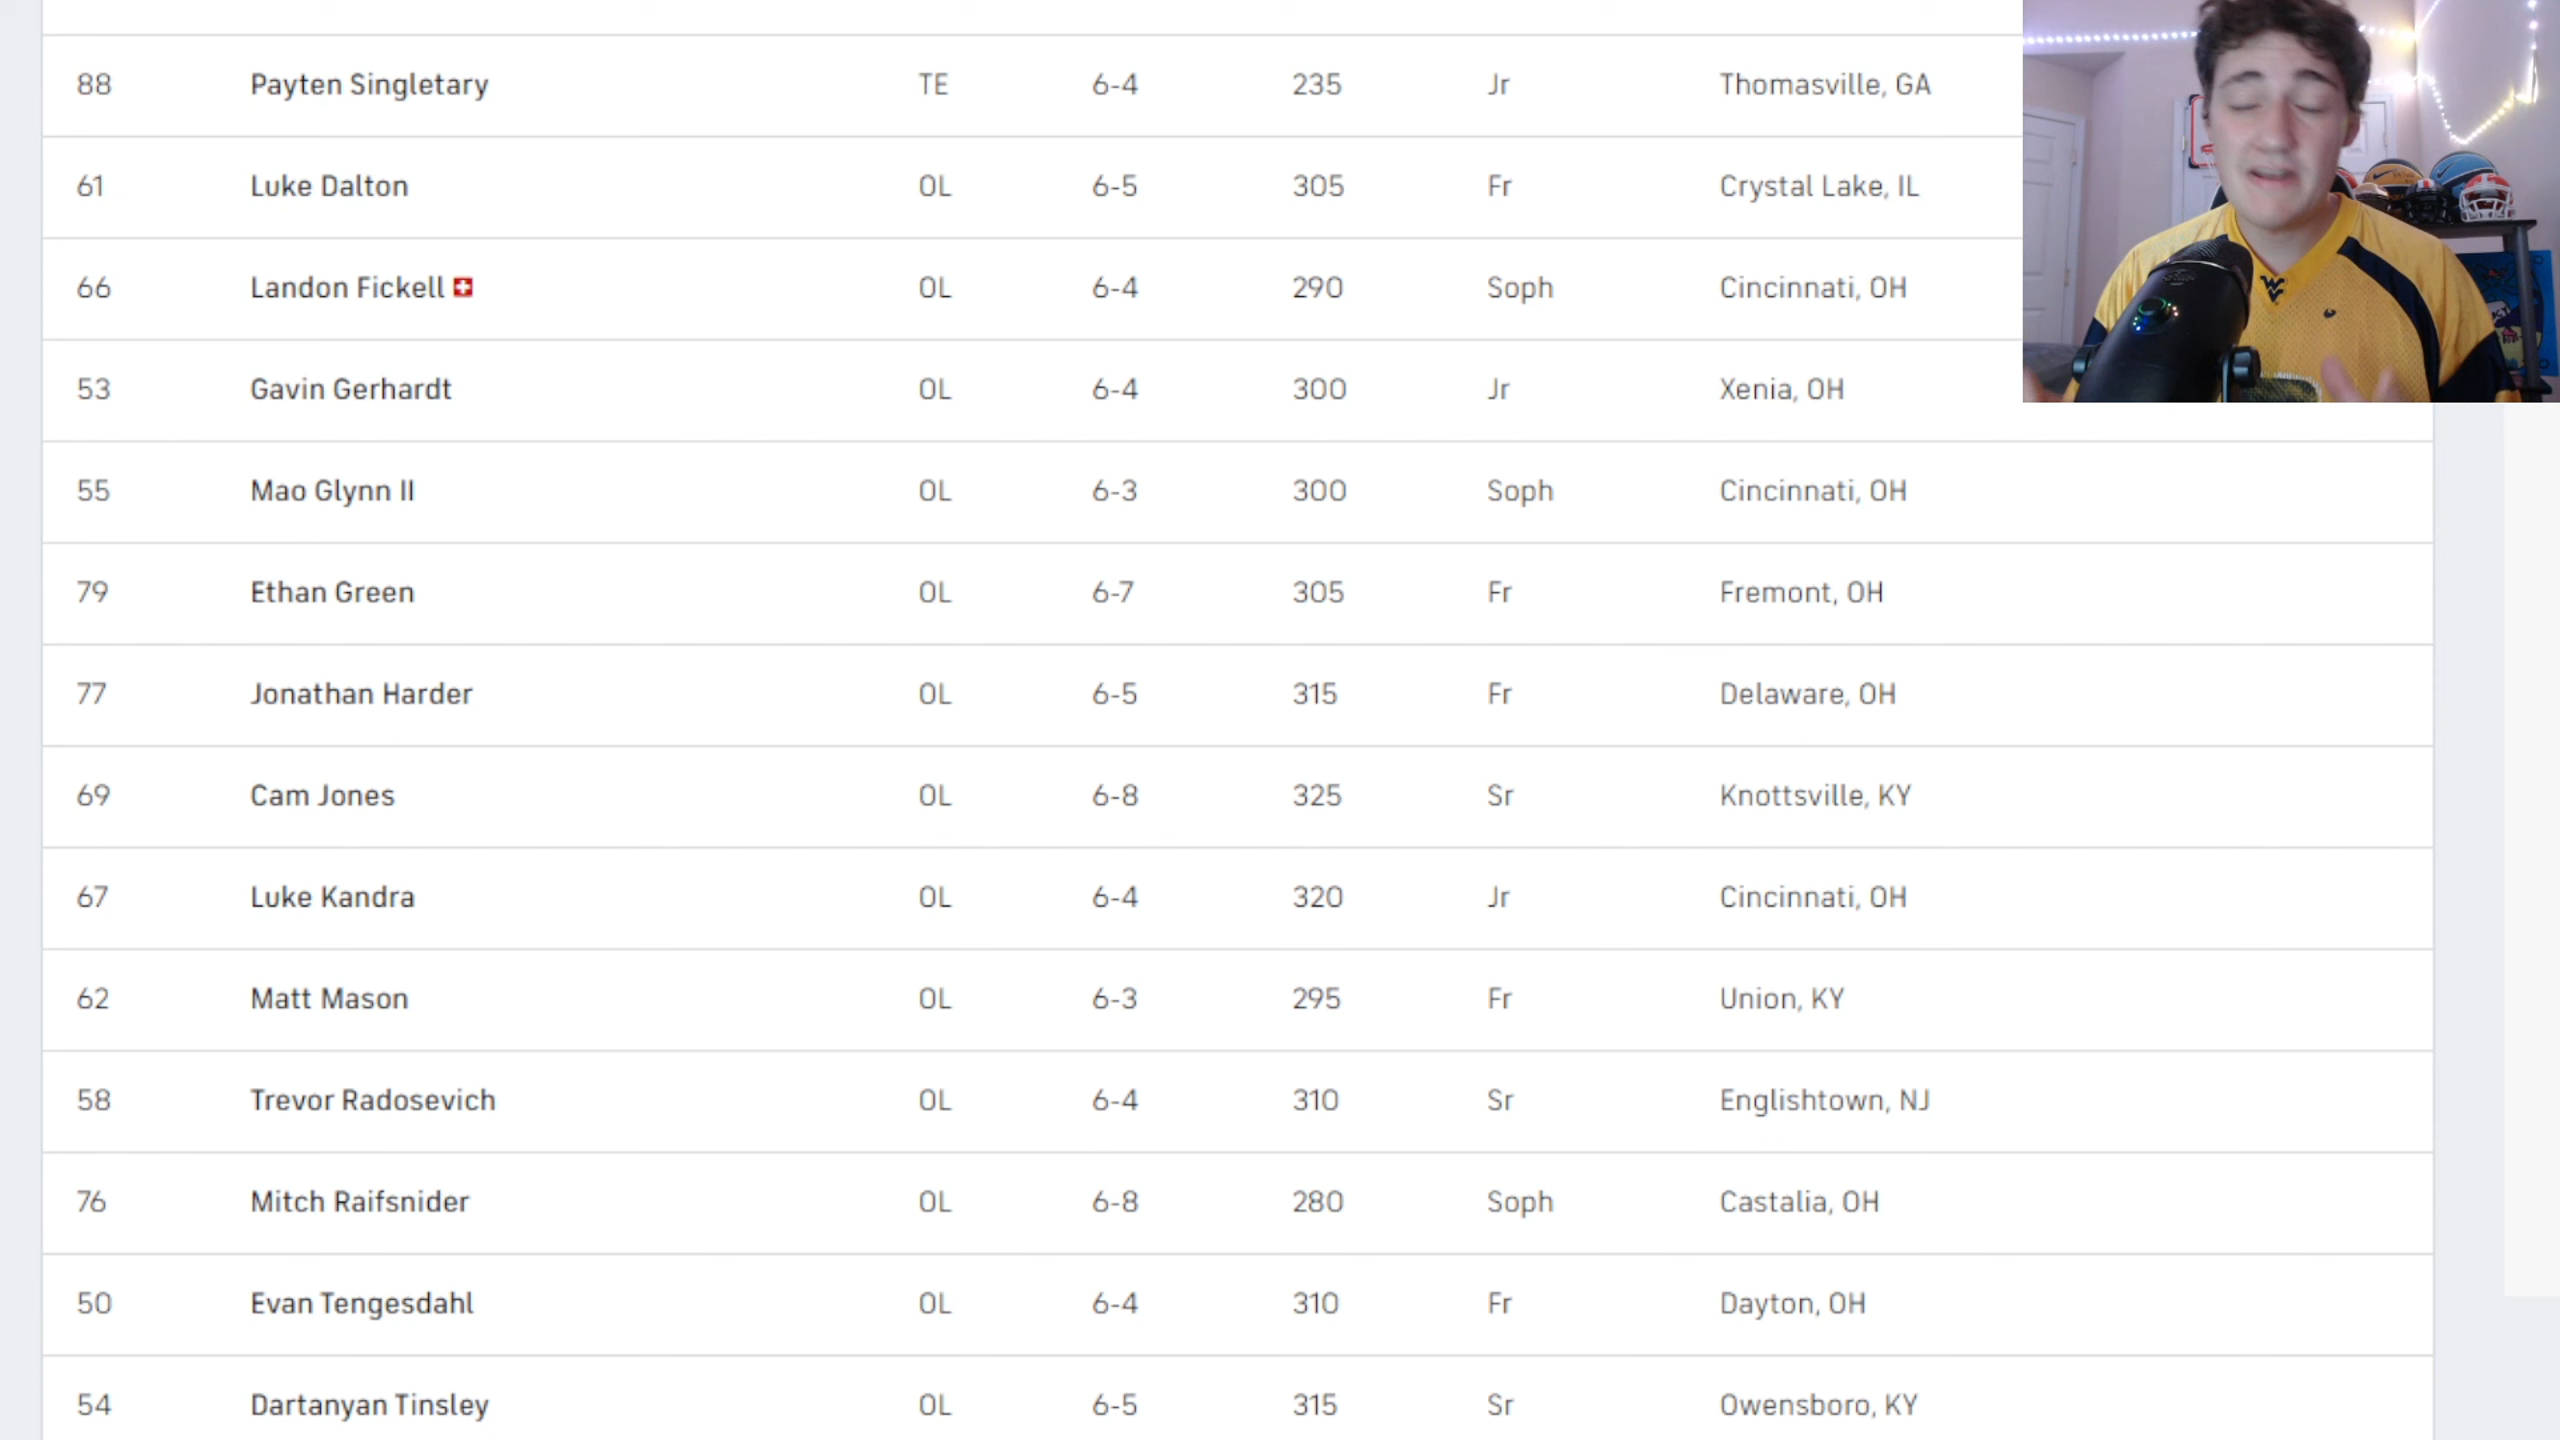 88 Payten Singletary TE 6-4 235 Jr Thomasville, GA
61 Luke Dalton OL 6-5 305 Fr Crystal Lake, IL
66 Landon Fickell OL 6-4 290 Soph Cincinnati, OH
53 Gavin Gerhardt OL 6-4 300 Jr Xenia, OH
55 Mao Glynn II OL 6-3 300 Soph Cincinnati, OH
79 Ethan Green OL 6-7 305 Fr Fremont, OH
77 Jonathan Harder OL 6-5 315 Fr Delaware, OH
69 Cam Jones OL 6-8 325 Sr Knottsville, KY
67 Luke Kandra OL 6-4 320 Jr Cincinnati, OH
62 Matt Mason OL 6-3 295 Fr Union, KY
58 Trevor Radosevich OL 6-4 310 Sr Englishtown, NJ
76 Mitch Raifsnider OL 6-8 280 Soph Castalia, OH
50 Evan Tengesdahl OL 6-4 310 Fr Dayton, OH
54 Dartanyan Tinsley OL 6-5 315 Sr Owensboro, KY